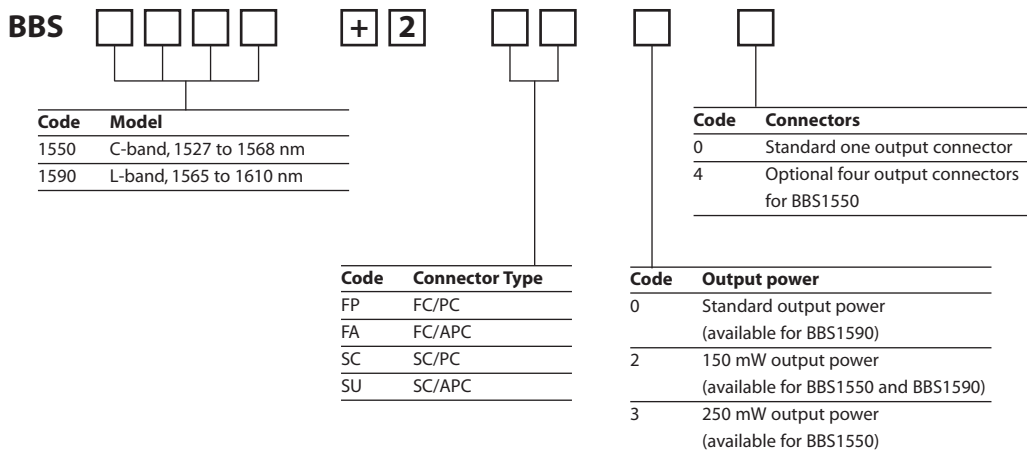 BBS + 2
Code Model
1550 C-band, 1527 to 1568 nm
1590 L-band, 1565 to 1610 nm
Code Connectors
0 Standard one output connector
4 Optional four output connectors
for BBS1550
Code Connector Type
FP FC/PC
FA FC/APC
SC SC/PC
SU SC/APC
Code Output power
0 Standard output power
(available for BBS1590)
2 150 mW output power
(available for BBS1550 and BBS1590)
3 250 mW output power
(available for BBS1550)